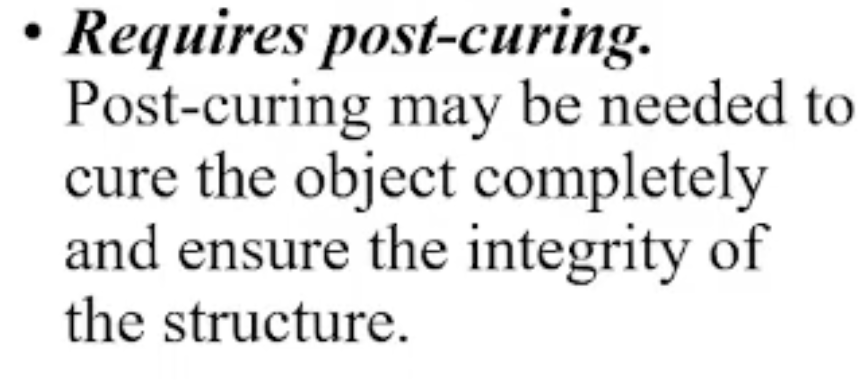 • Requires post-curing.
Post-curing may be needed to
cure the object completely
and ensure the integrity of
the structure.